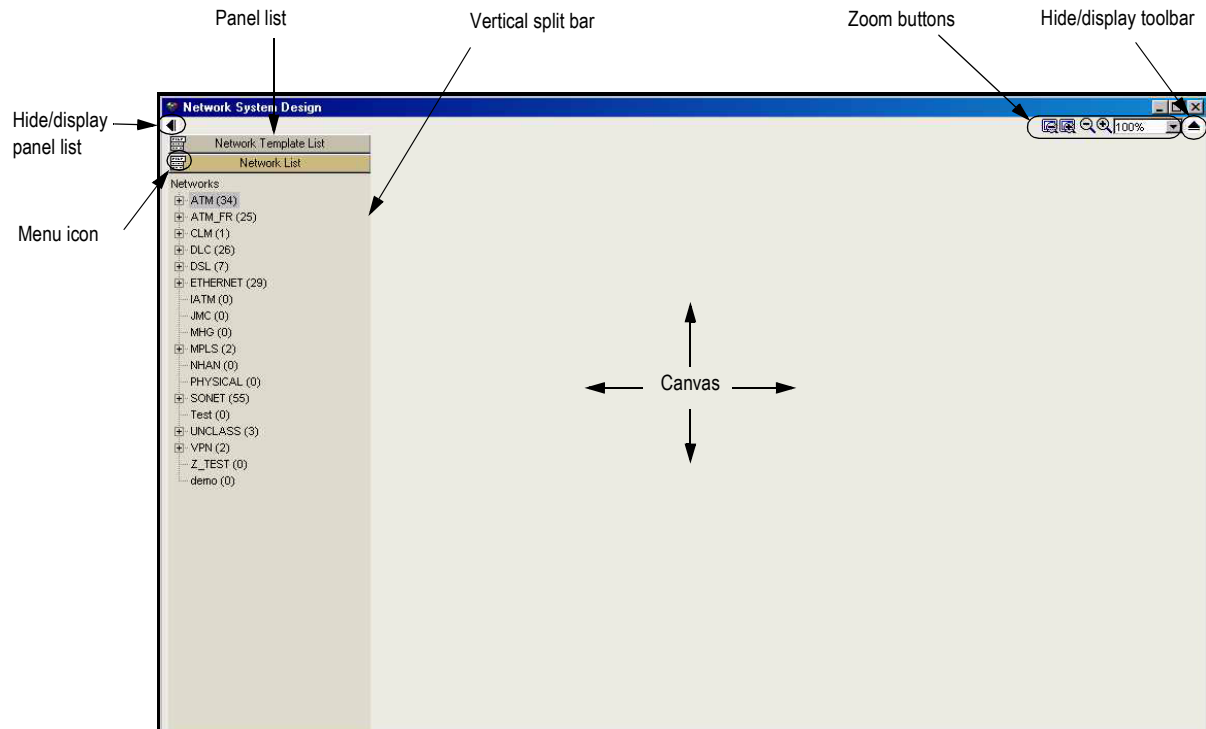 Panel list
Vertical split bar
Zoom buttons
Hide/display toolbar
Network System Design
Hide/display
panel list
100%
Network Template List
Network List
Menu icon
Networks
ATM (34)
ATM_FR (25)
CLM (1)
DLC (26)
DSL (7)
ETHERNET (29)
IATM (0)
JMC (0)
MHG (0)
MPLS (2)
NHAN (0)
PHYSICAL (0)
SONET (55)
Test (0)
UNCLASS (3)
VPN (2)
Z_TEST (0)
demo (0)
Canvas